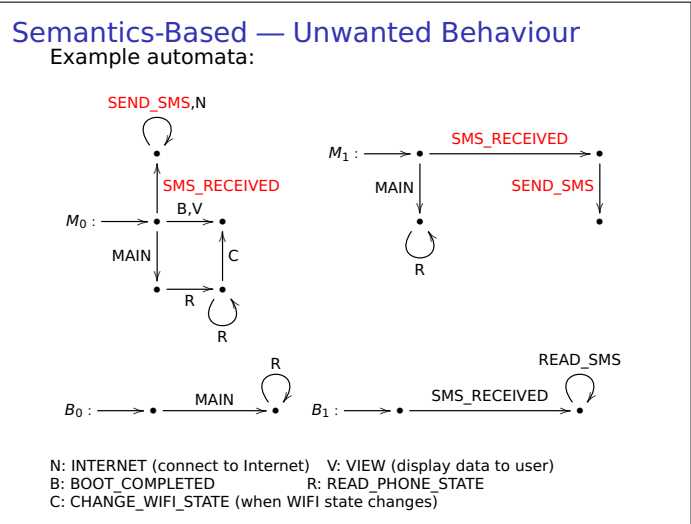 Semantics-Based — Unwanted Behaviour
Example automata:
SEND_SMS,N
SMS_RECEIVED
M0 :
B,V
MAIN
C
R
R
M1 :
SMS_RECEIVED
MAIN
SEND_SMS
R
B0 :
MAIN
R
B1 :
SMS_RECEIVED
READ_SMS
N: INTERNET (connect to Internet) V: VIEW (display data to user)
B: BOOT_COMPLETED R: READ_PHONE_STATE
C: CHANGE_WIFI_STATE (when WIFI state changes)